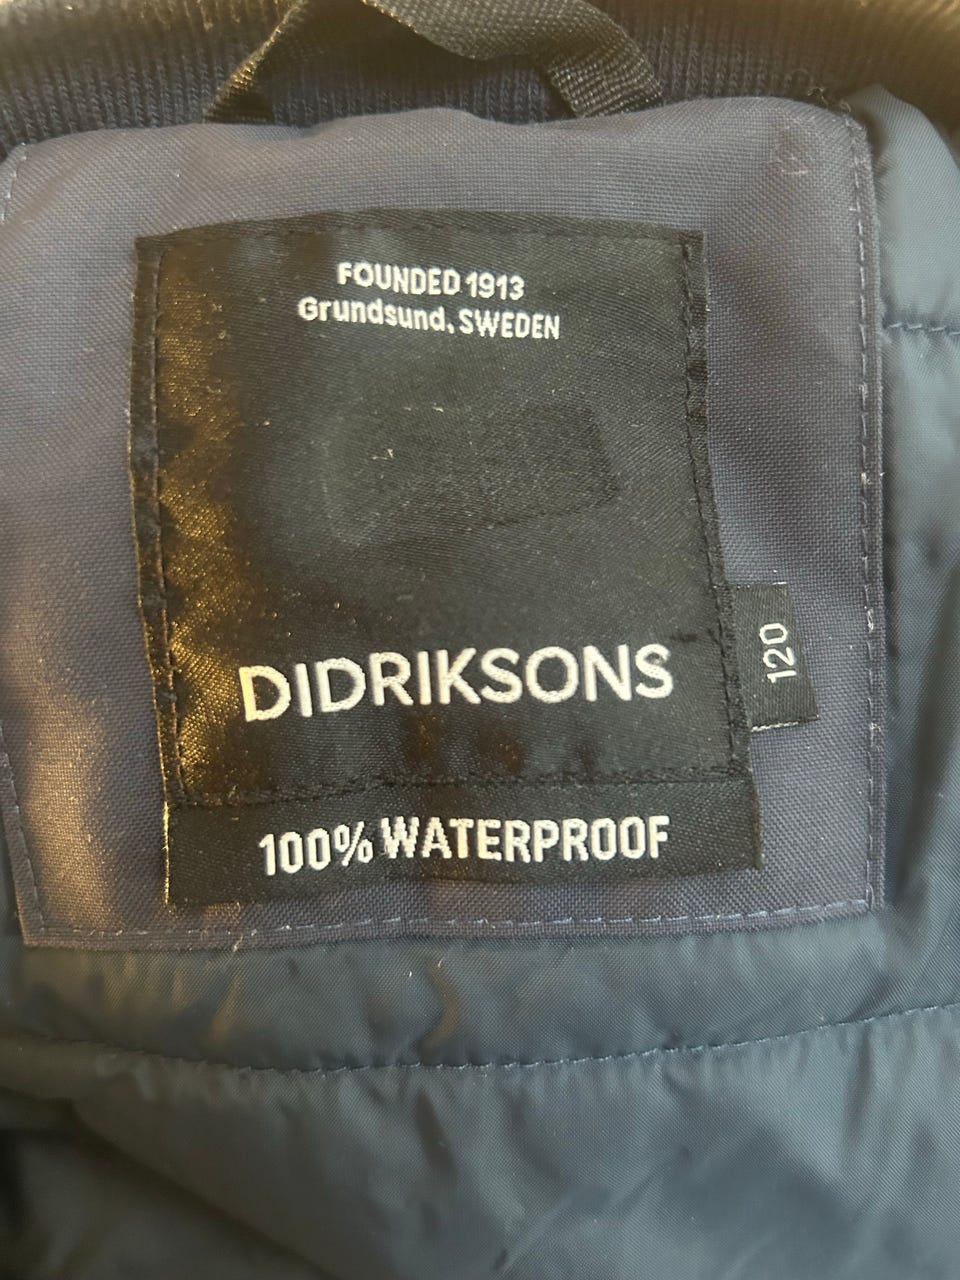 FOUNDED 1913
Grundsund, SWEDEN
DIDRIKSONS
120
100% WATERPROOF